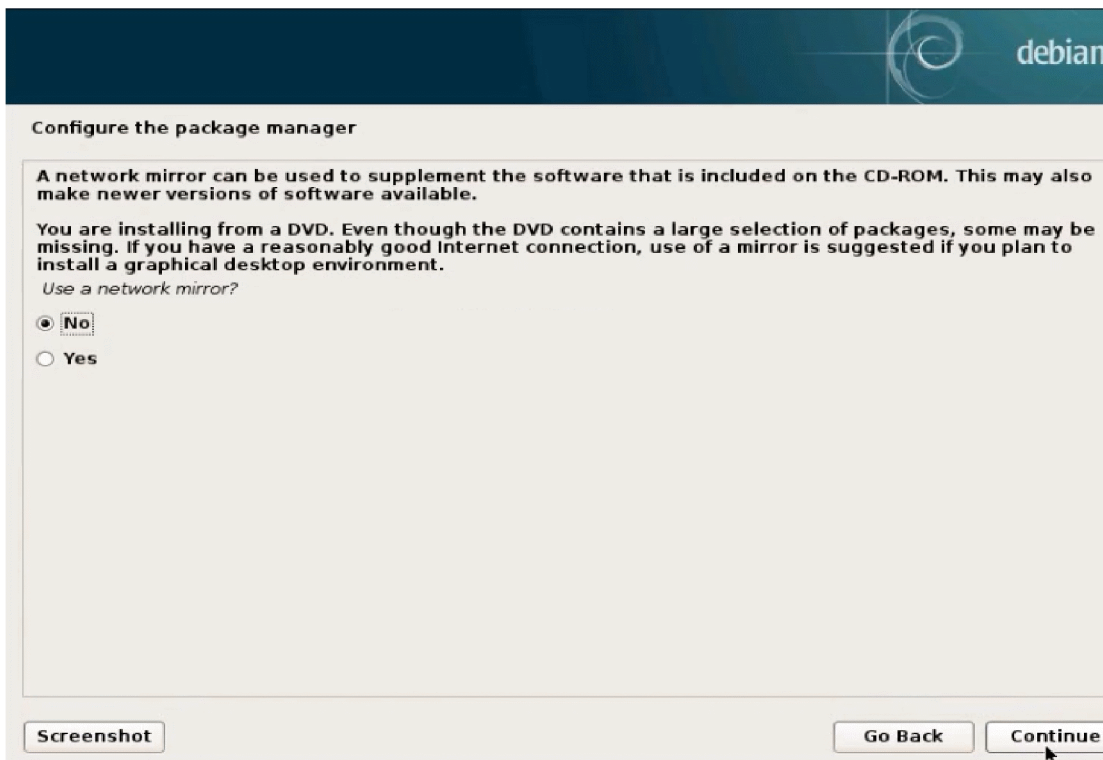 debian
Configure the package manager
A network mirror can be used to supplement the software that is included on the CD-ROM. This may also
make newer versions of software available.
You are installing from a DVD. Even though the DVD contains a large selection of packages, some may be
missing. If you have a reasonably good Internet connection, use of a mirror is suggested if you plan to
install a graphical desktop environment.
Use a network mirror?
No
Yes
Screenshot
Go Back
Continue